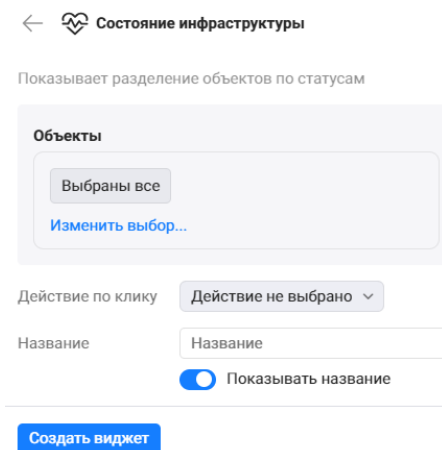 Состояние инфраструктуры
Показывает разделение объектов по статусам
Объекты
Выбраны все
Изменить выбор...
Действие по клику Действие не выбрано
Название Название
Показывать название
Создать виджет